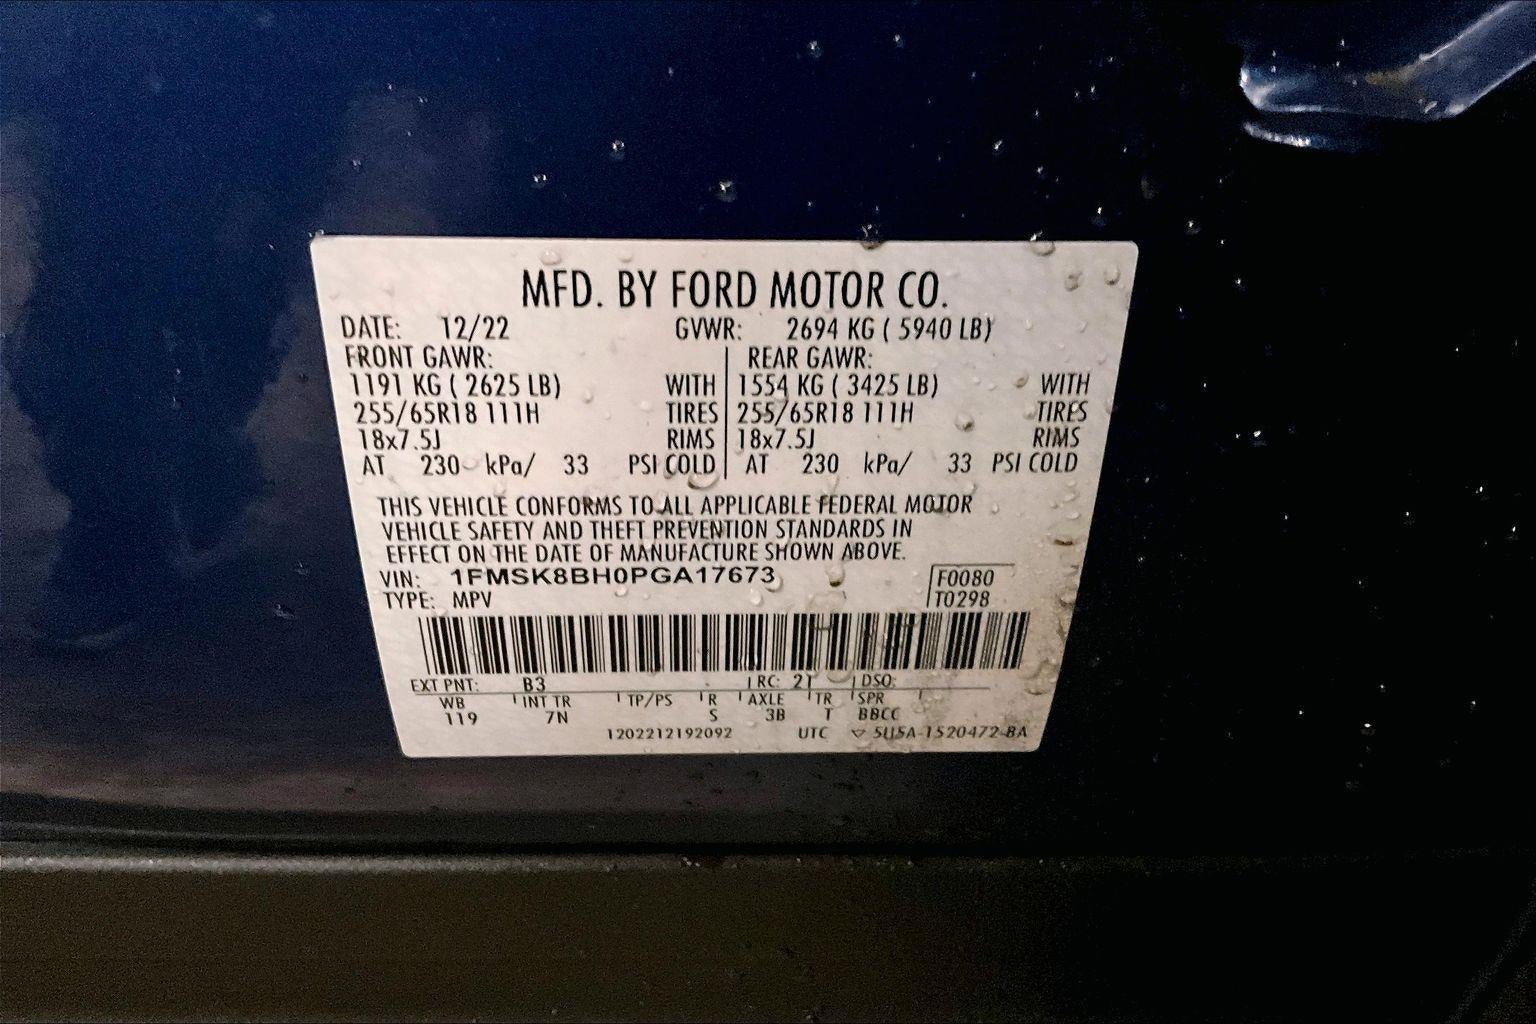 MFD. BY FORD MOTOR CO.
DATE: 12/22 GVWR: 2694 KG ( 5940 LB)
FRONT GAWR: REAR GAWR:
1191 KG ( 2625 LB) WITH 1554 KG ( 3425 LB) WITH
255/65R18 111H TIRES 255/65R18 111H TIRES
18x7.5J RIMS 18x7.5J RIMS
AT 230 kPa/ 33 PSI COLD AT 230 kPa/ 33 PSI COLD
THIS VEHICLE CONFORMS TO ALL APPLICABLE FEDERAL MOTOR
VEHICLE SAFETY AND THEFT PREVENTION STANDARDS IN
EFFECT ON THE DATE OF MANUFACTURE SHOWN ABOVE.
VIN: 1FMSK8BH0PGA17673 F0080
TYPE: MPV T0298
EXT PNT: B3 RC: 21 DSO:
WB INT TR TP/PS R AXLE TR SPR
119 7N S 3B T BBCC
1202212192092 UTC ▽ 5U5A-1520472-BA